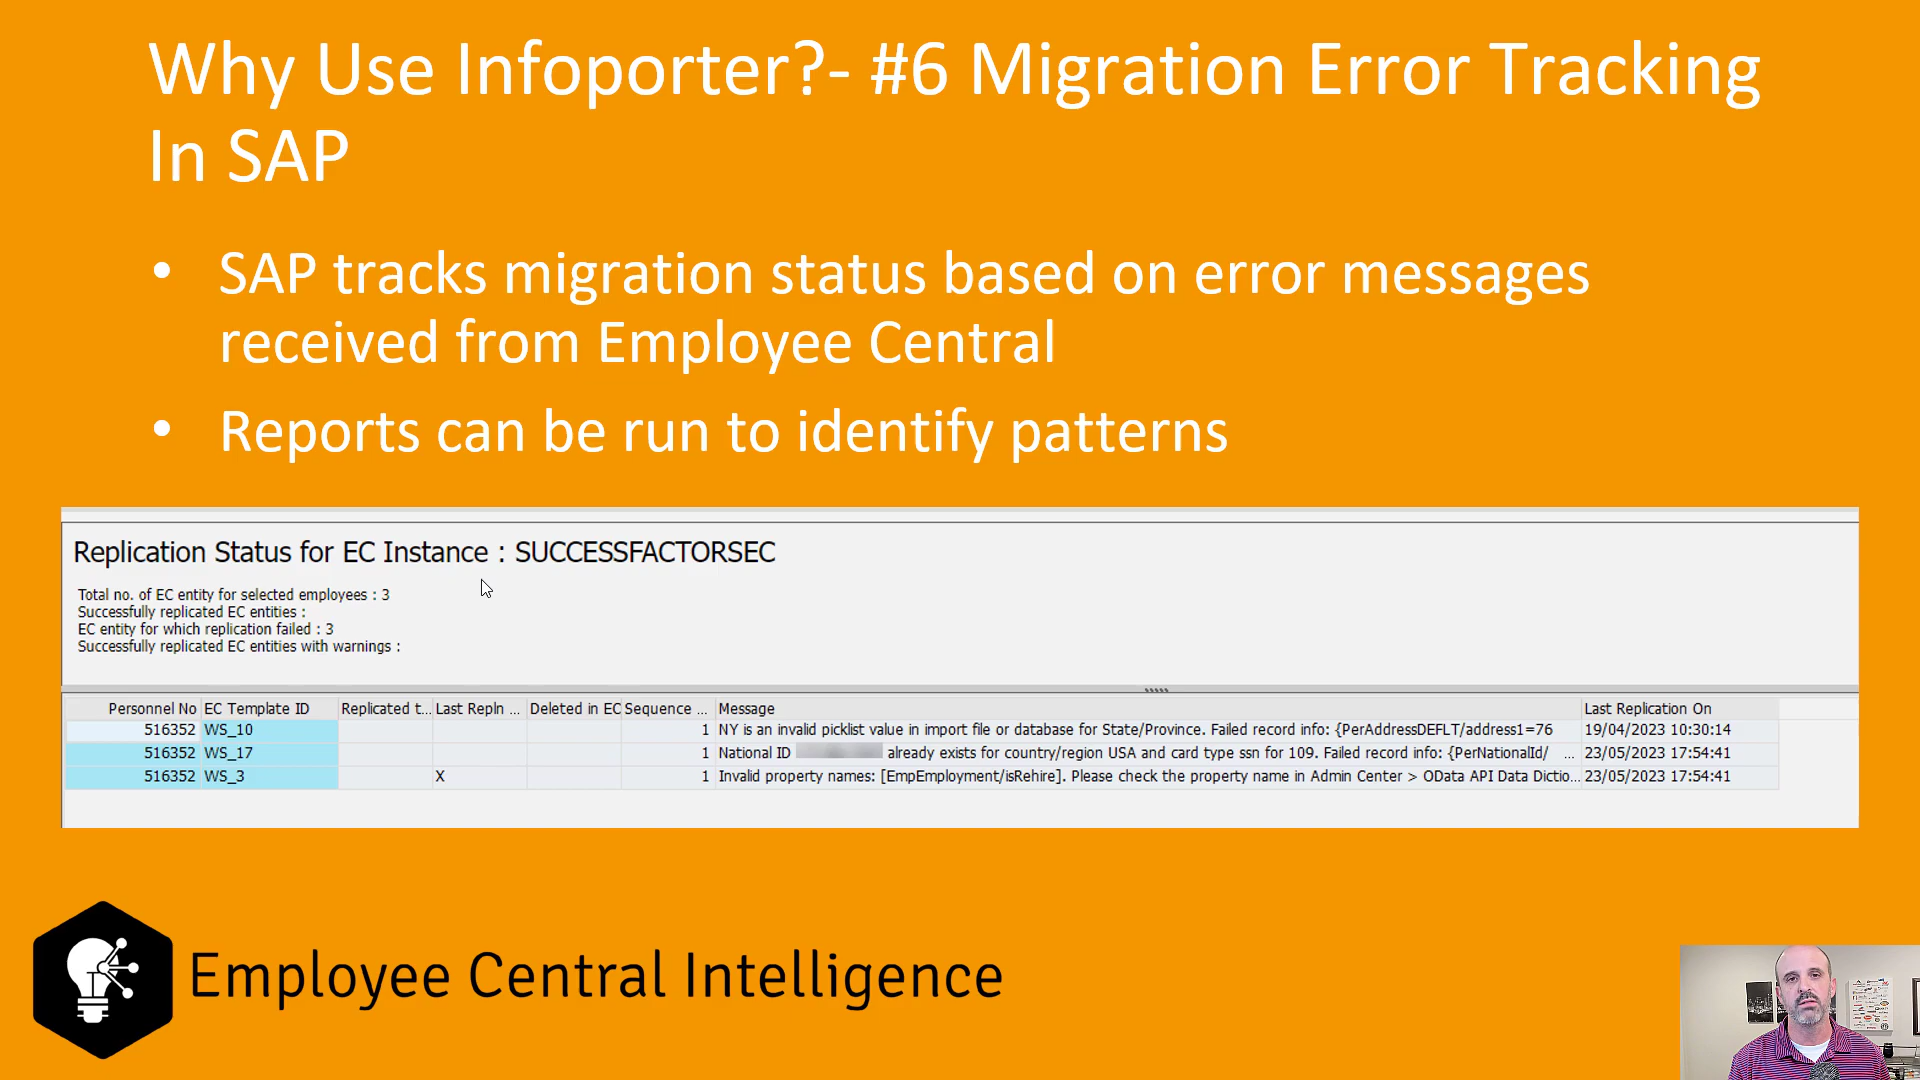 Why Use Infoporter?- #6 Migration Error Tracking
In SAP
• SAP tracks migration status based on error messages
received from Employee Central
• Reports can be run to identify patterns
Replication Status for EC Instance : SUCCESSFACTORSEC
Total no. of EC entity for selected employees : 3
Successfully replicated EC entities :
EC entity for which replication failed : 3
Successfully replicated EC entities with warnings :
Personnel No EC Template ID Replicated t... Last Repln ... Deleted in EC Sequence ... Message Last Replication On
516352 WS_10 1 NY is an invalid picklist value in import file or database for State/Province. Failed record info: {PerAddressDEFLT/address1=76 19/04/2023 10:30:14
516352 WS_17 1 National ID already exists for country/region USA and card type ssn for 109. Failed record info: {PerNationalId/ ... 23/05/2023 17:54:41
516352 WS_3 X 1 Invalid property names: [EmpEmployment/isRehire]. Please check the property name in Admin Center > OData API Data Dictio... 23/05/2023 17:54:41
Employee Central Intelligence